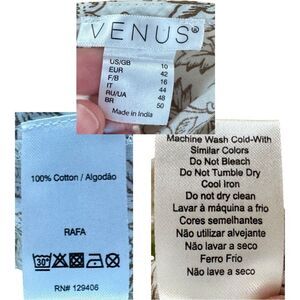 VENUS®
US/GB 10
EUR 42
F/B 16
IT 44
RU/UA 48
BR 50
Made in India
100% Cotton / Algodão
RAFA
30°
RN# 129406
Machine Wash Cold-With
Similar Colors
Do Not Bleach
Do Not Tumble Dry
Cool iron
Do not dry clean
Lavar à máquina a frio
Cores semelhantes
Não utilizar alvejante
Não lavar a seco
Ferro Frio
Não lave a seco